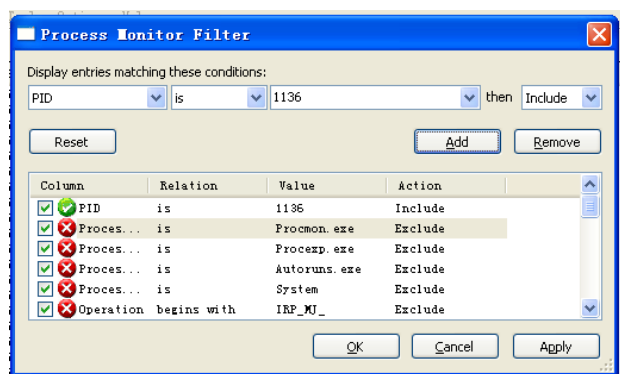 Process Monitor Filter
Display entries matching these conditions:
PID is 1136 then Include
Reset Add Remove
Column Relation Value Action
PID is 1136 Include
Proces... is Procmon.exe Exclude
Proces... is Procexp.exe Exclude
Proces... is Autoruns.exe Exclude
Proces... is System Exclude
Operation begins with IRP_MJ_ Exclude
OK Cancel Apply